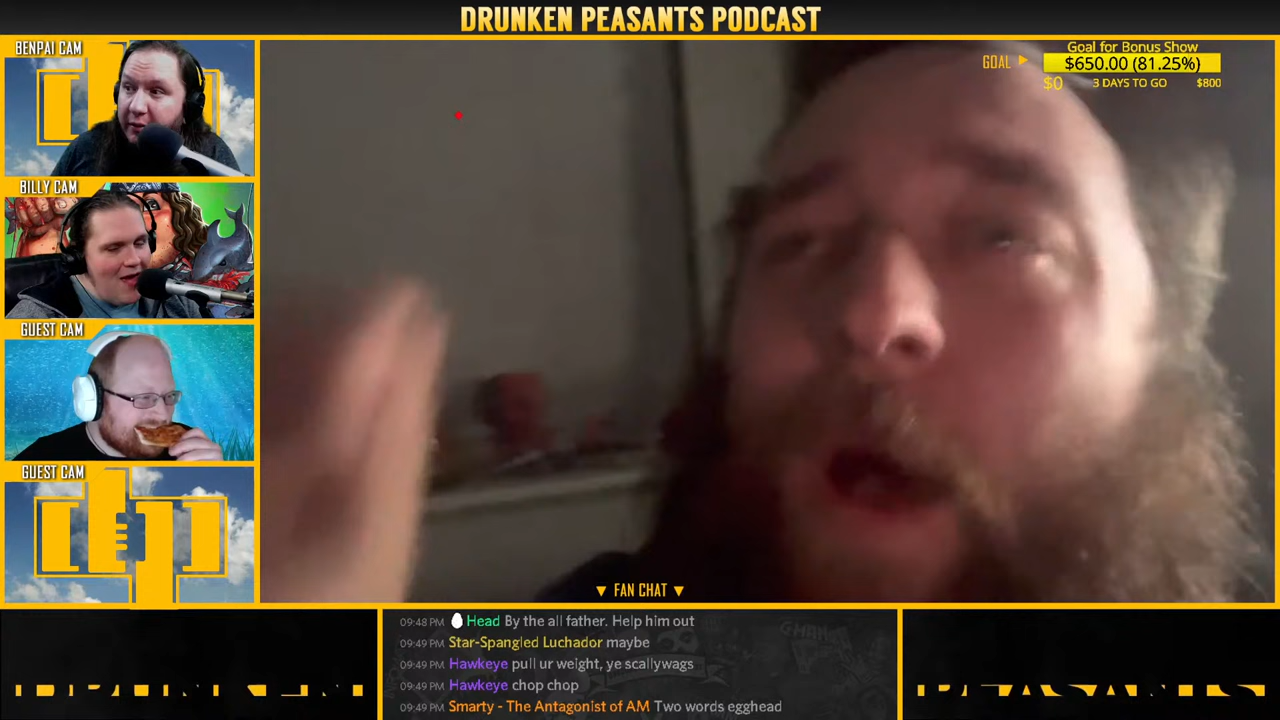 DRUNKEN PEASANTS PODCAST
BENPAI CAM
BILLY CAM
GUEST CAM
GUEST CAM
Goal for Bonus Show
GOAL ▶ $650.00 (81.25%)
$0 3 DAYS TO GO $800
▼ FAN CHAT ▼
09:48 PM Head By the all father. Help him out
09:49 PM Star-Spangled Luchador maybe
09:49 PM Hawkeye pull ur weight, ye scallywags
09:49 PM Hawkeye chop chop
09:49 PM Smarty - The Antagonist of AM Two words egghead